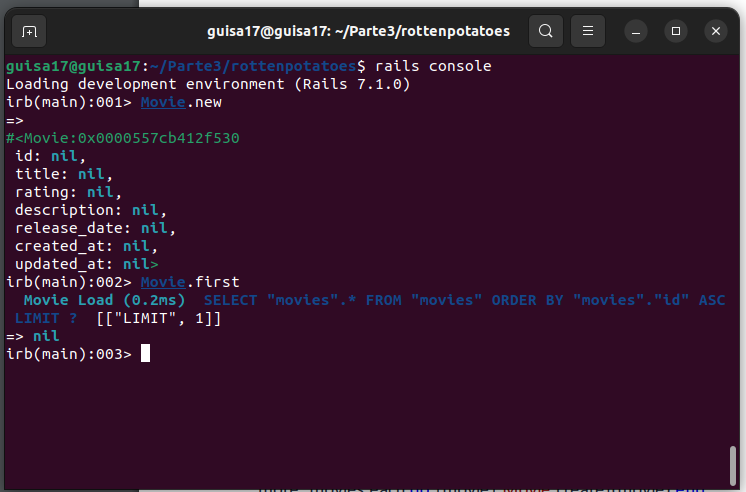 guisa17@guisa17: ~/Parte3/rottenpotatoes
guisa17@guisa17:~/Parte3/rottenpotatoes$ rails console
Loading development environment (Rails 7.1.0)
irb(main):001> Movie.new
=>
#<Movie:0x0000557cb412f530
 id: nil,
 title: nil,
 rating: nil,
 description: nil,
 release_date: nil,
 created_at: nil,
 updated_at: nil>
irb(main):002> Movie.first
  Movie Load (0.2ms)  SELECT "movies".* FROM "movies" ORDER BY "movies"."id" ASC
 LIMIT ?  [["LIMIT", 1]]
=> nil
irb(main):003>